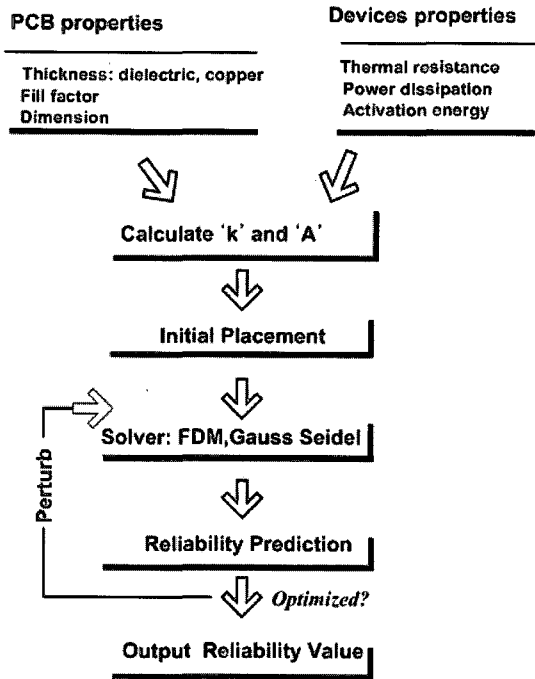 PCB properties
Thickness: dielectric, copper
Fill factor
Dimension
Devices properties
Thermal resistance
Power dissipation
Activation energy
Calculate 'k' and 'A'
Initial Placement
Solver: FDM,Gauss Seidel
Perturb
Reliability Prediction
Optimized?
Output Reliability Value